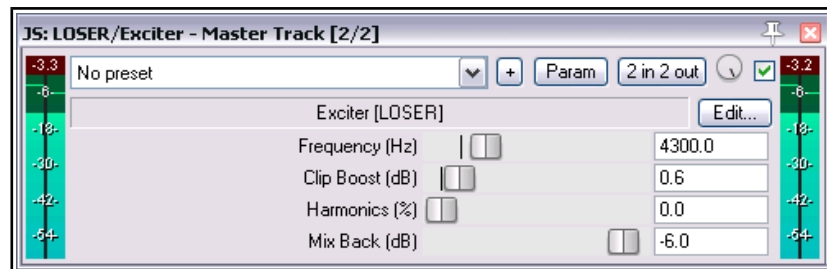 JS: LOSER/Exciter - Master Track [2/2]
-3.3 No preset + Param 2 in 2 out -3.2
-6- -6-
Exciter [LOSER] Edit...
-18- -18-
Frequency (Hz) 4300.0
-30- -30-
Clip Boost (dB) 0.6
-42- -42-
Harmonics (%) 0.0
-54- -54-
Mix Back (dB) -6.0